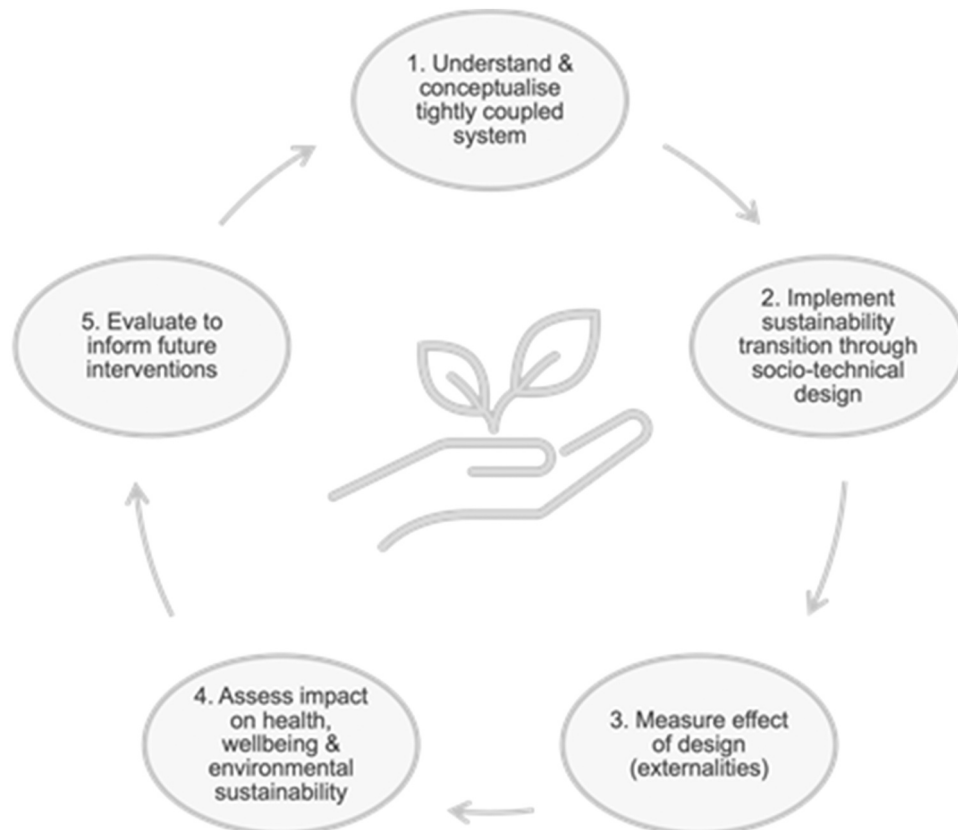 1. Understand &
conceptualise
tightly coupled
system
2. Implement
sustainability
transition through
socio-technical
design
3. Measure effect
of design
(externalities)
4. Assess impact
on health,
wellbeing &
environmental
sustainability
5. Evaluate to
inform future
interventions